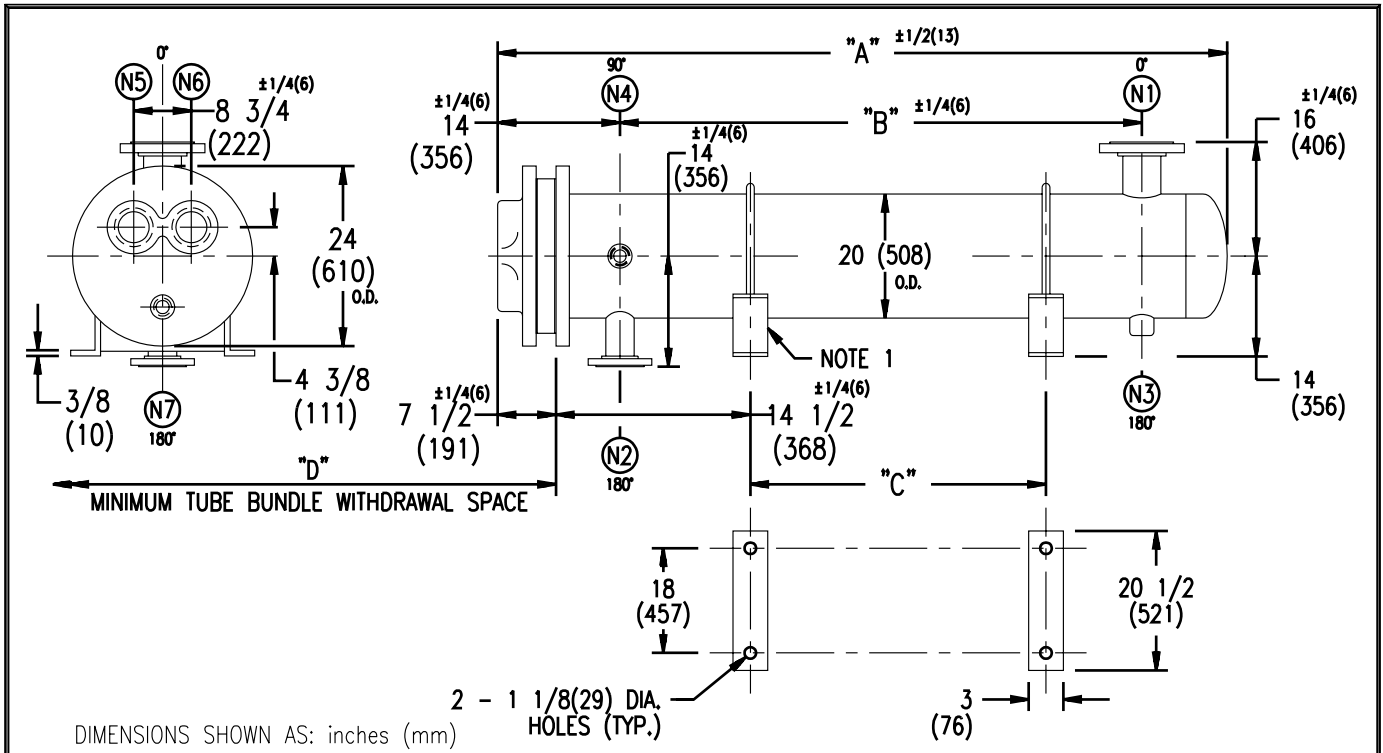 0°
N5
N6
±1/4(6)
8 3/4
(222)
24
(610)
O.D.
4 3/8
(111)
3/8
(10)
N7
180°
"D"
MINIMUM TUBE BUNDLE WITHDRAWAL SPACE
"A" ±1/2(13)
90°
N4
0°
N1
±1/4(6)
14
(356)
"B" ±1/4(6)
±1/4(6)
14
(356)
±1/4(6)
16
(406)
20 (508)
O.D.
NOTE 1
±1/4(6)
7 1/2
(191)
±1/4(6)
14 1/2
(368)
N2
180°
N3
180°
14
(356)
"C"
18
(457)
20 1/2
(521)
2 - 1 1/8(29) DIA.
HOLES (TYP.)
3
(76)
DIMENSIONS SHOWN AS: inches (mm)